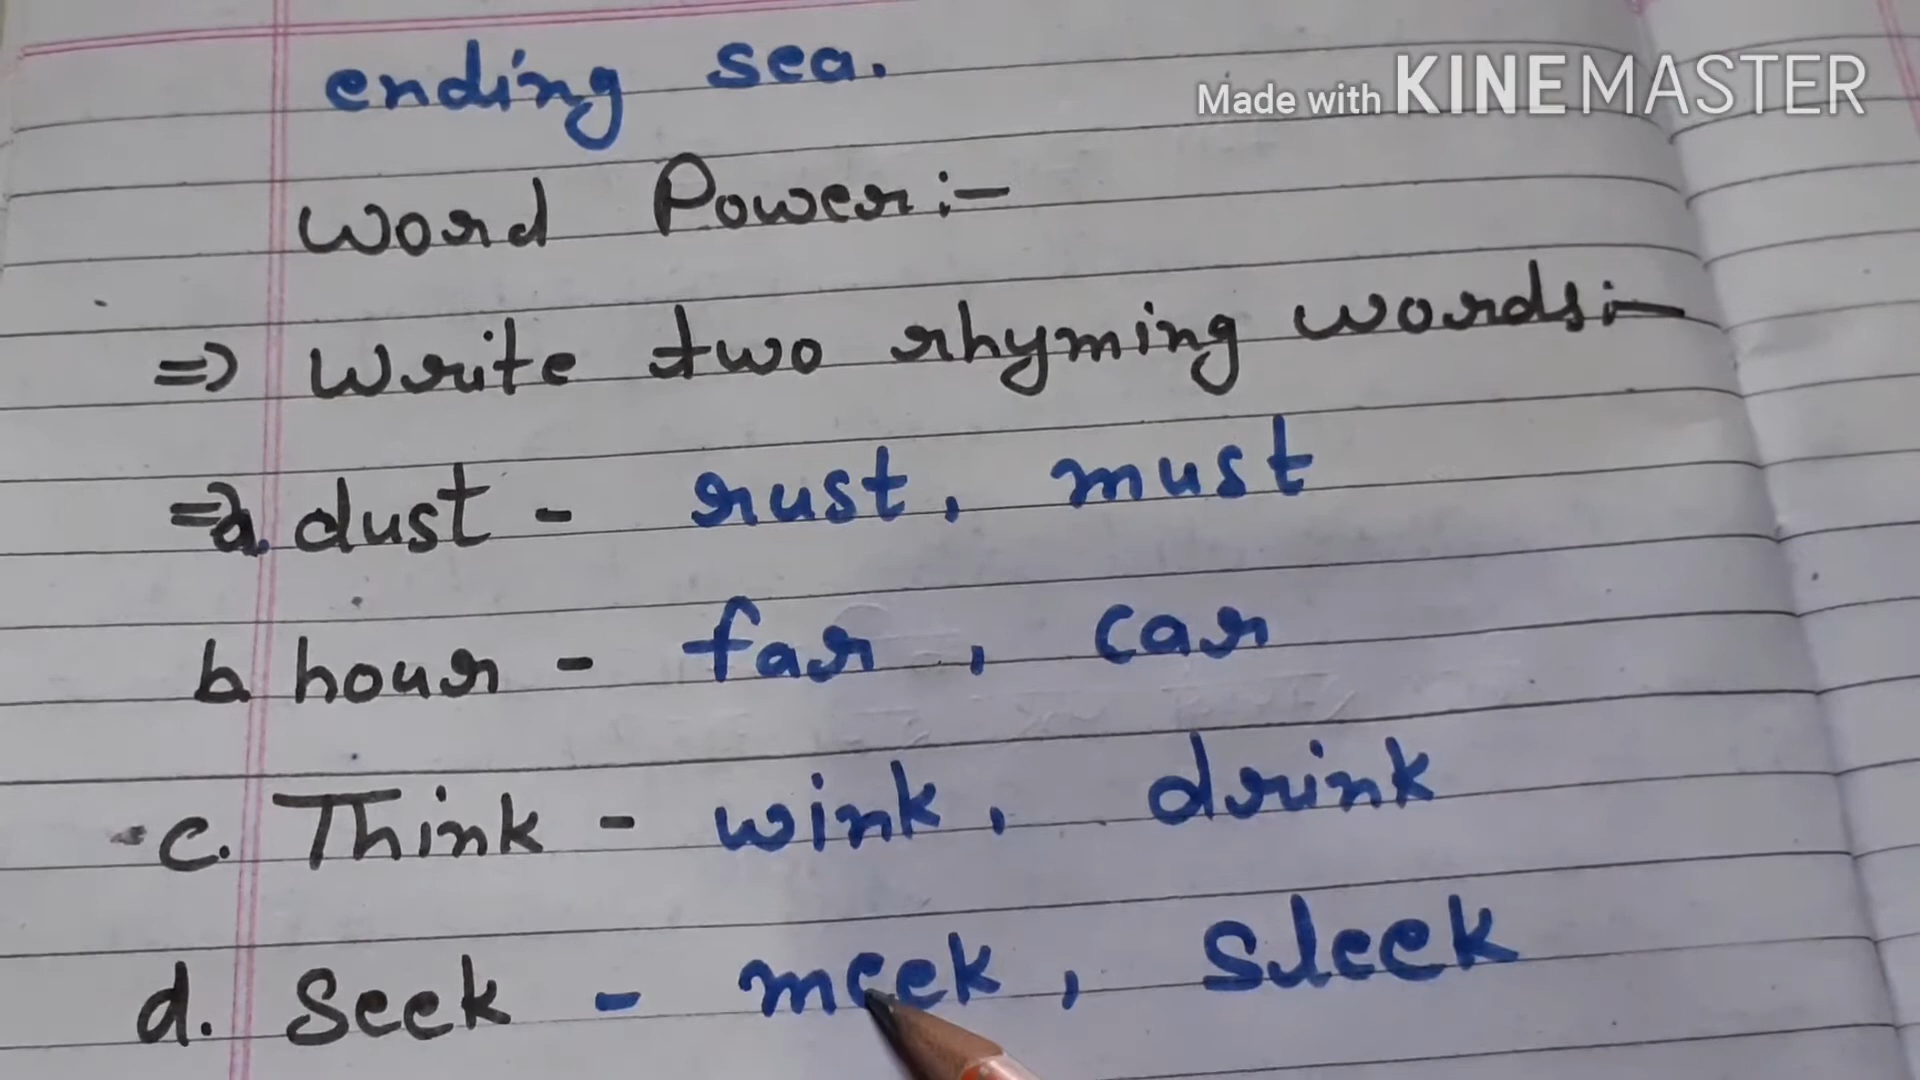 ending sea.
Made with KINEMASTER
Word Power:-
=> Write two rhyming words:-
=> a. dust - rust, must
b. hour - far, car
c. Think - wink, drink
d. Seek - meek, sleek